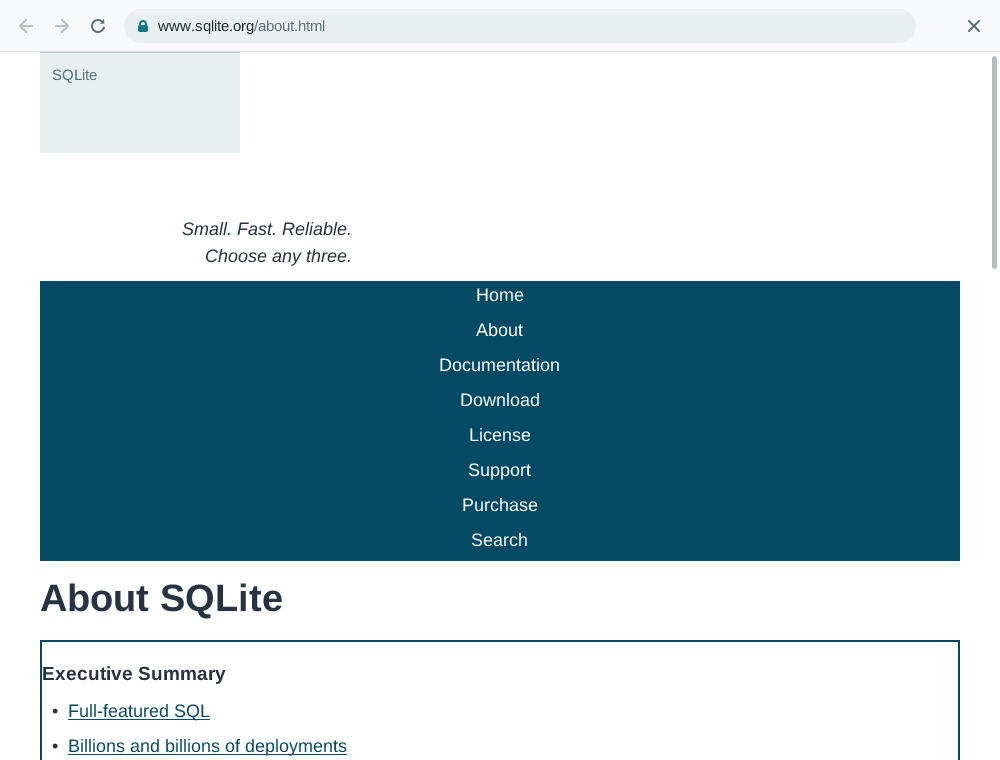 www.sqlite.org/about.html
SQLite
Small. Fast. Reliable.
Choose any three.
Home
About
Documentation
Download
License
Support
Purchase
Search
About SQLite
Executive Summary
• Full-featured SQL
• Billions and billions of deployments